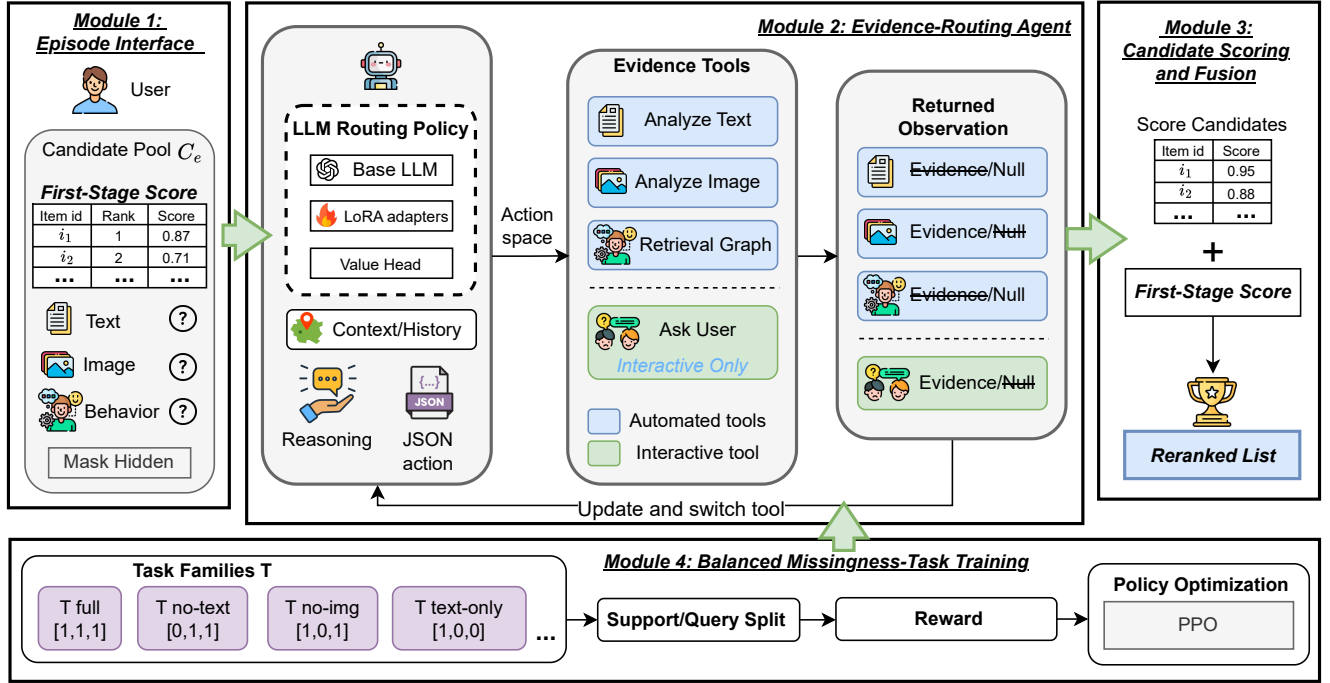 Module 1:
Episode Interface
User
Candidate Pool C_e
First-Stage Score
Item id Rank Score
i_1 1 0.87
i_2 2 0.71
... ... ...
Text ?
Image ?
Behavior ?
Mask Hidden
Module 2: Evidence-Routing Agent
LLM Routing Policy
Base LLM
LoRA adapters
Value Head
Context/History
Reasoning
{...}
JSON
JSON
action
Action
space
Evidence Tools
Analyze Text
Analyze Image
Retrieval Graph
Ask User
Interactive Only
Automated tools
Interactive tool
Returned
Observation
Evidence/Null
Evidence/Null
Evidence/Null
Evidence/Null
Update and switch tool
Module 3:
Candidate Scoring
and Fusion
Score Candidates
Item id Score
i_1 0.95
i_2 0.88
... ...
+
First-Stage Score
Reranked List
Module 4: Balanced Missingness-Task Training
Task Families T
T full
[1,1,1]
T no-text
[0,1,1]
T no-img
[1,0,1]
T text-only
[1,0,0]
...
Support/Query Split
Reward
Policy Optimization
PPO